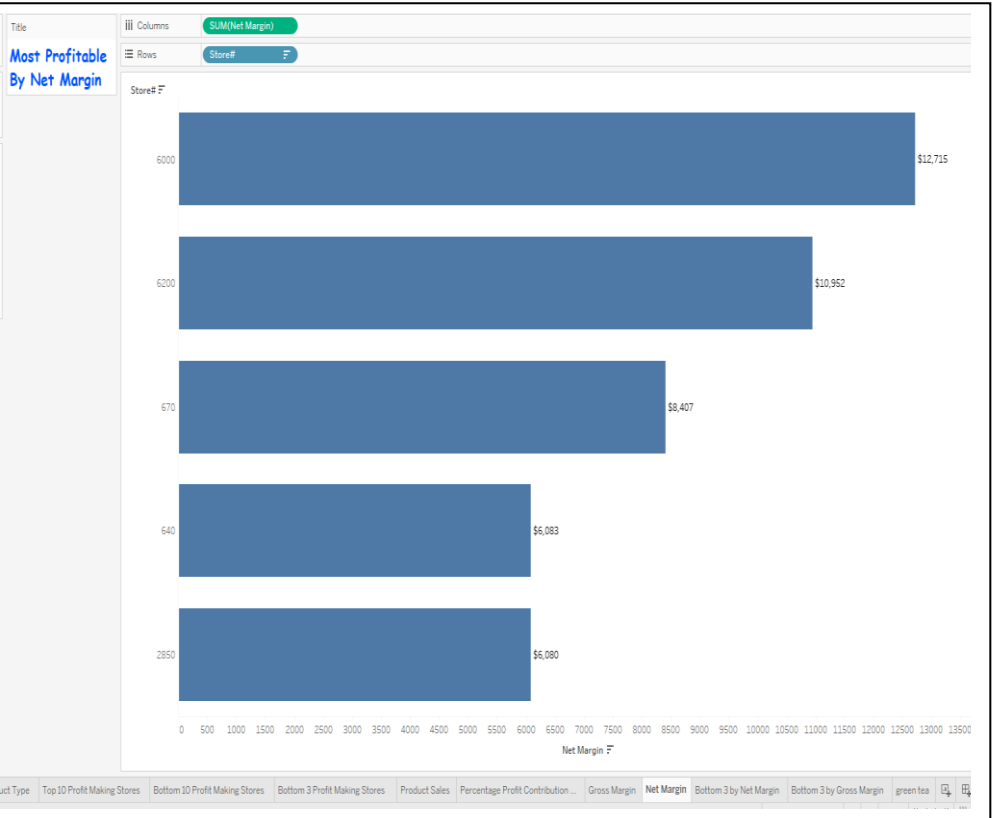 Title
Most Profitable
By Net Margin
Columns
SUM(Net Margin)
Rows
Store#
Store#
6000
$12,715
6200
$10,952
670
$8,407
640
$6,083
2850
$6,080
0 500 1000 1500 2000 2500 3000 3500 4000 4500 5000 5500 6000 6500 7000 7500 8000 8500 9000 9500 10000 10500 11000 11500 12000 12500 13000 13500
Net Margin
uct Type Top 10 Profit Making Stores Bottom 10 Profit Making Stores Bottom 3 Profit Making Stores Product Sales Percentage Profit Contribution ... Gross Margin Net Margin Bottom 3 by Net Margin Bottom 3 by Gross Margin green tea